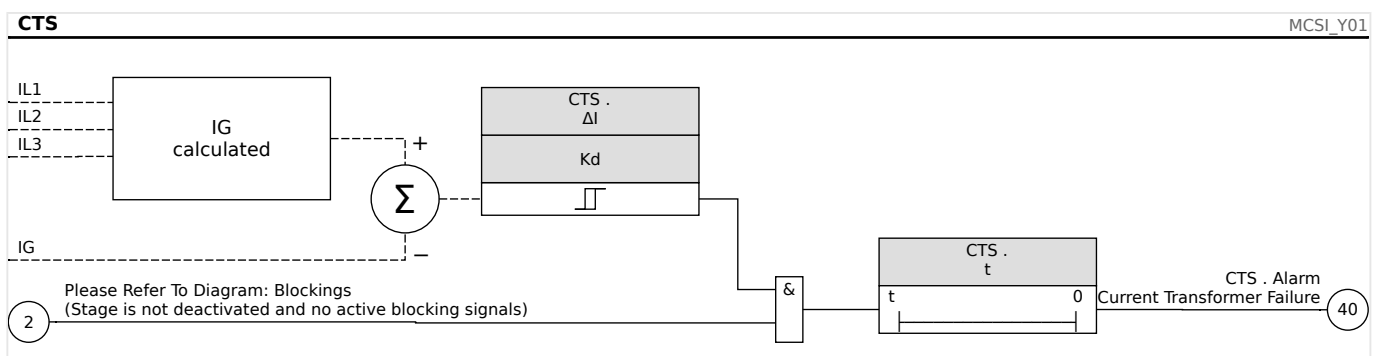 CTS
MCSI_Y01
IL1
IL2
IL3
IG
calculated
+
Σ
−
CTS .
ΔI
Kd
IG
Please Refer To Diagram: Blockings
(Stage is not deactivated and no active blocking signals)
2
&
CTS .
t
t 0
CTS . Alarm
Current Transformer Failure
40